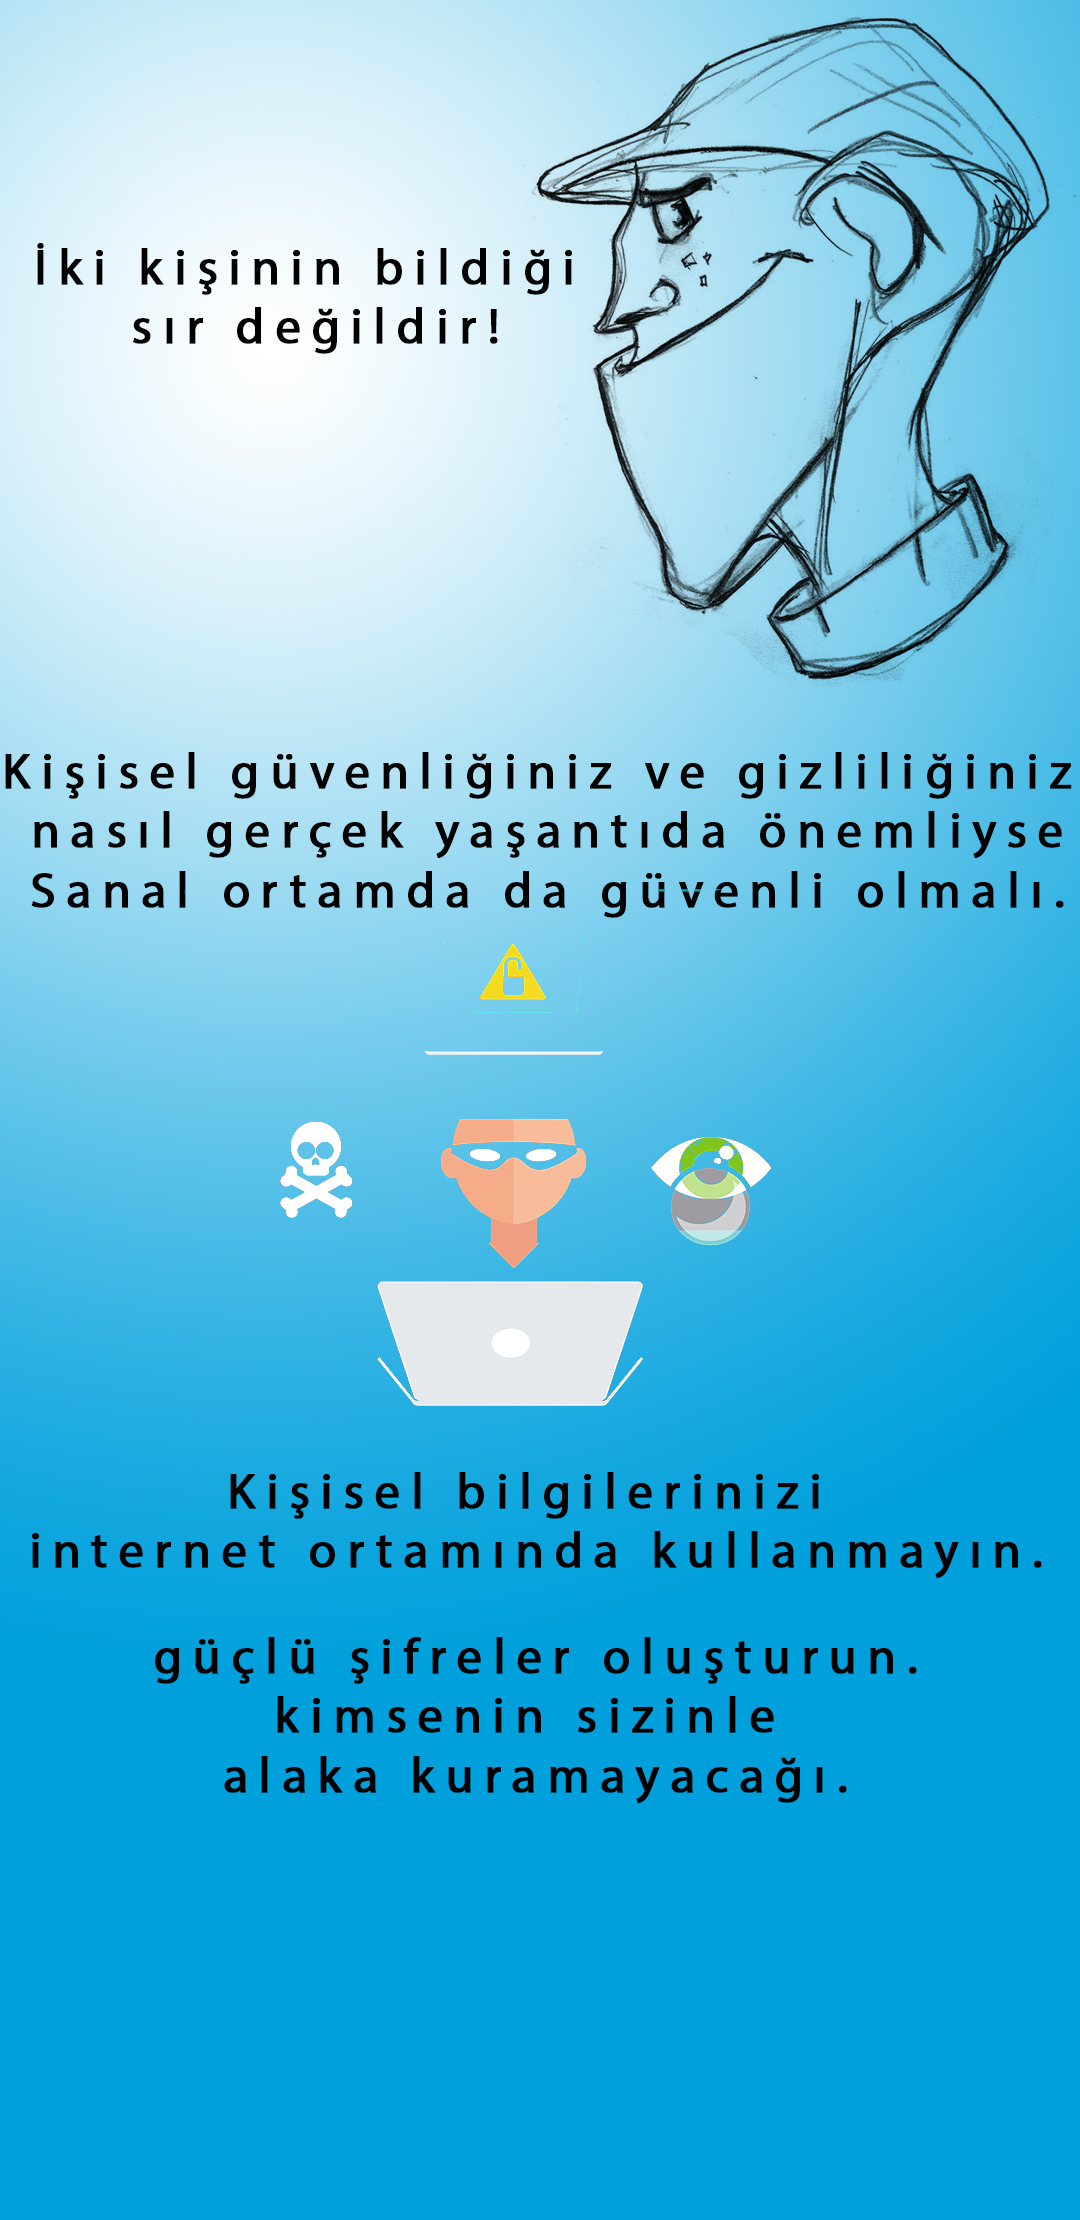 İki kişinin bildiği
sır değildir!
Kişisel güvenliğiniz ve gizliliğiniz
nasıl gerçek yaşantıda önemliyse
Sanal ortamda da güvenli olmalı.
Kişisel bilgilerinizi
internet ortamında kullanmayın.
güçlü şifreler oluşturun.
kimsenin sizinle
alaka kuramayacağı.